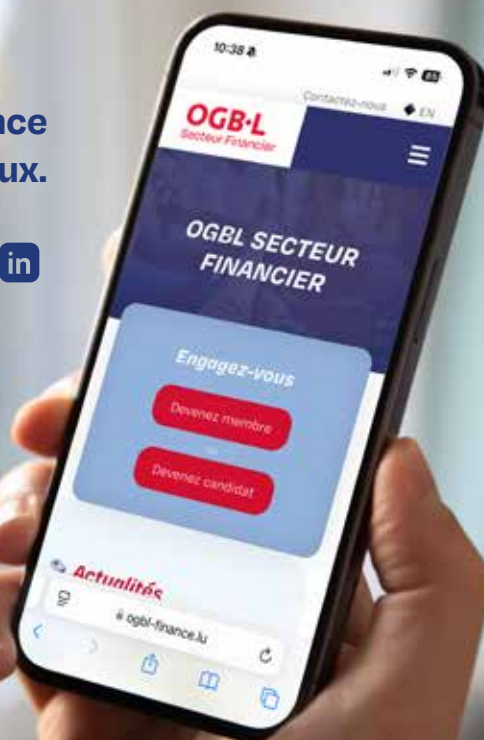 nce
ux.
in
10:38
85
Contactez-nous EN
OGB·L
Secteur Financier
OGBL SECTEUR
FINANCIER
Engagez-vous
Devenez membre
Devenez candidat
Actualités
ogbl-finance.lu